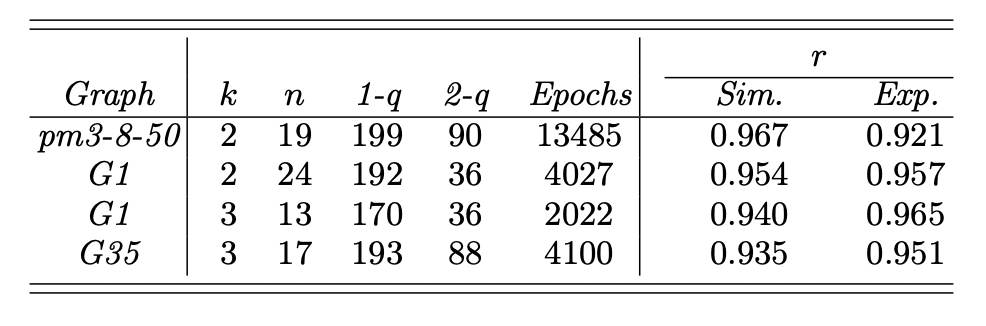 r
Graph k n 1-q 2-q Epochs Sim. Exp.
pm3-8-50 2 19 199 90 13485 0.967 0.921
G1 2 24 192 36 4027 0.954 0.957
G1 3 13 170 36 2022 0.940 0.965
G35 3 17 193 88 4100 0.935 0.951